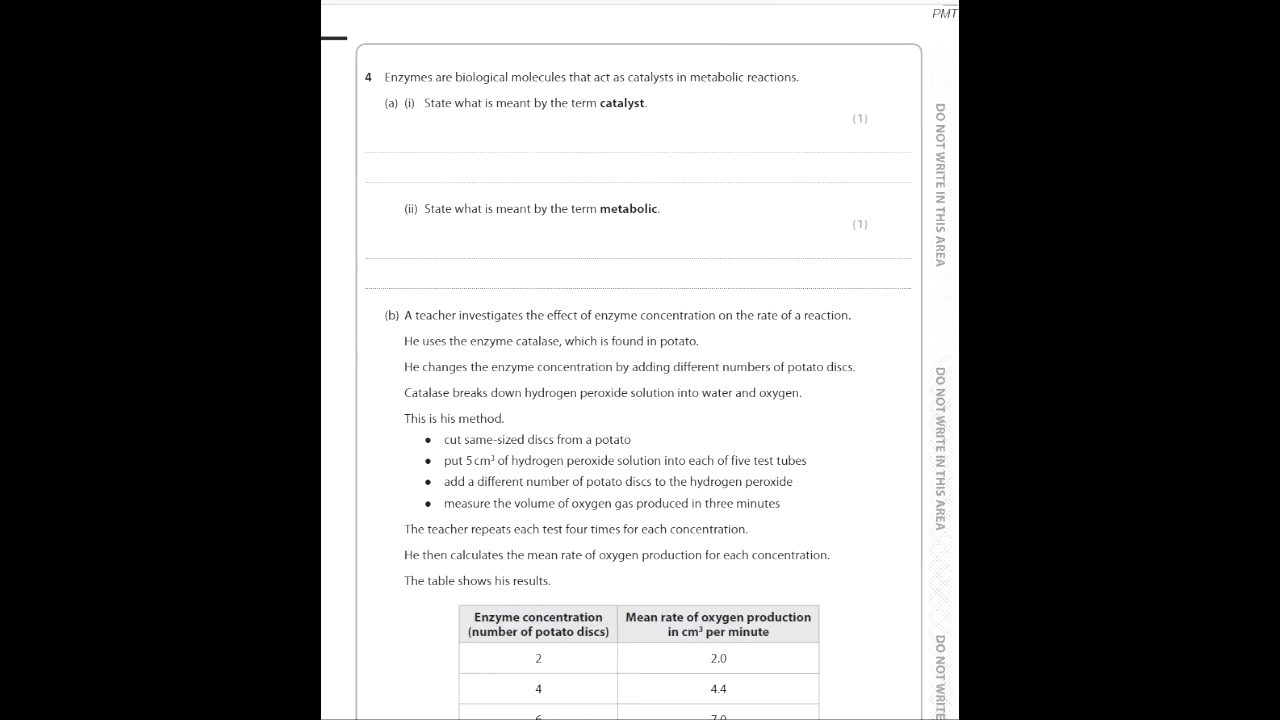 PMT
4 Enzymes are biological molecules that act as catalysts in metabolic reactions.
(a) (i) State what is meant by the term catalyst.
(1)
(ii) State what is meant by the term metabolic.
(1)
(b) A teacher investigates the effect of enzyme concentration on the rate of a reaction.
He uses the enzyme catalase, which is found in potato.
He changes the enzyme concentration by adding different numbers of potato discs.
Catalase breaks down hydrogen peroxide solution into water and oxygen.
This is his method.
• cut same-sized discs from a potato
• put 5 cm³ of hydrogen peroxide solution into each of five test tubes
• add a different number of potato discs to the hydrogen peroxide
• measure the volume of oxygen gas produced in three minutes
The teacher repeats each test four times for each concentration.
He then calculates the mean rate of oxygen production for each concentration.
The table shows his results.
Enzyme concentration (number of potato discs) Mean rate of oxygen production in cm³ per minute
2 2.0
4 4.4
6 7.0
DO NOT WRITE IN THIS AREA
DO NOT WRITE IN THIS AREA
DO NOT WRITE